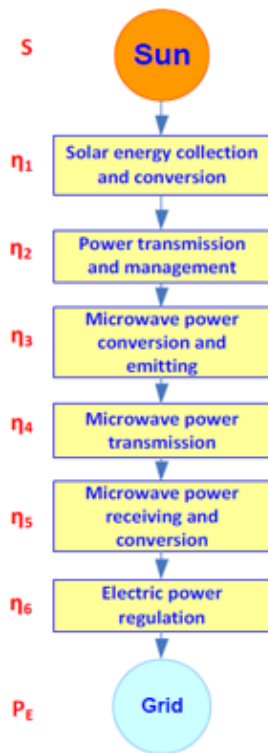 S
Sun
η1
Solar energy collection
and conversion
η2
Power transmission
and management
η3
Microwave power
conversion and
emitting
η4
Microwave power
transmission
η5
Microwave power
receiving and
conversion
η6
Electric power
regulation
PE
Grid